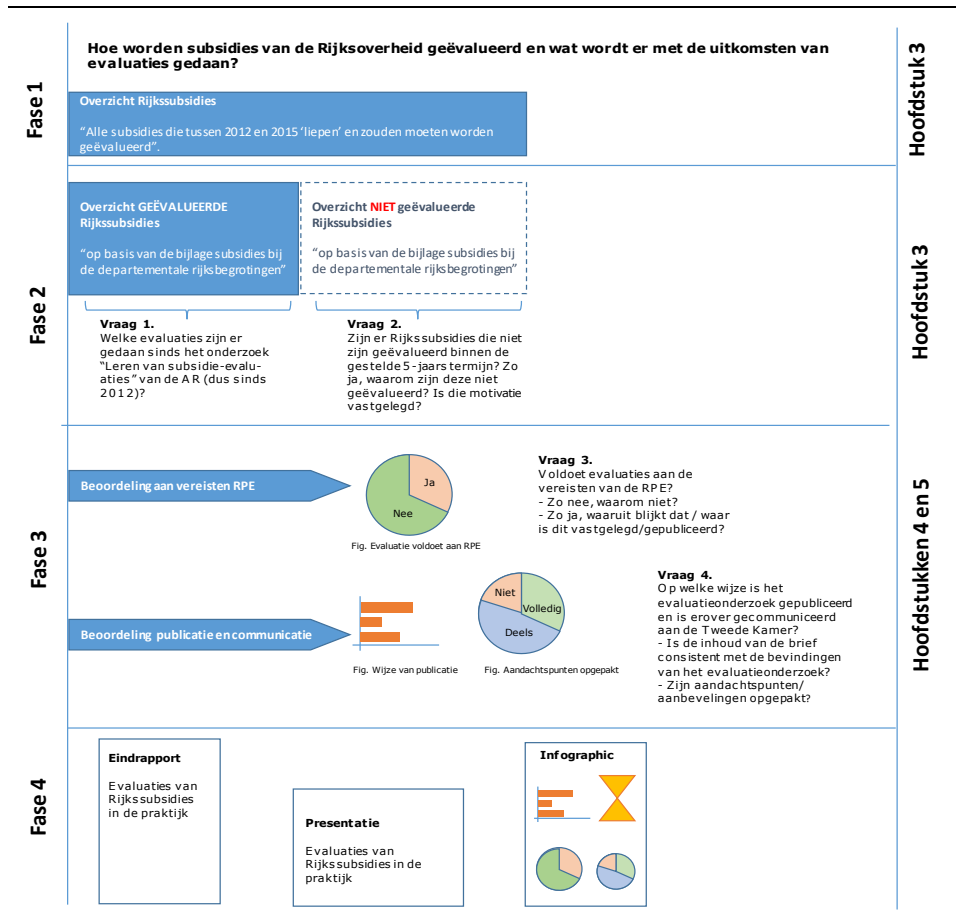 Hoe worden subsidies van de Rijksoverheid geëvalueerd en wat wordt er met de uitkomsten van
evaluaties gedaan?
Fase 1
Hoofdstuk 3
Overzicht Rijkssubsidies
“Alle subsidies die tussen 2012 en 2015 ‘liepen’ en zouden moeten worden
geëvalueerd”.
Fase 2
Hoofdstuk 3
Overzicht GEËVALUEERDE
Rijkssubsidies
“op basis van de bijlage subsidies bij
de departementale rijksbegrotingen”
Overzicht NIET geëvalueerde
Rijkssubsidies
“op basis van de bijlage subsidies bij
de departementale rijksbegrotingen”
Vraag 1.
Welke evaluaties zijn er
gedaan sinds het onderzoek
“Leren van subsidie-evalu-
aties” van de AR (dus sinds
2012)?
Vraag 2.
Zijn er Rijkssubsidies die niet
zijn geëvalueerd binnen de
gestelde 5-jaars termijn? Zo
ja, waarom zijn deze niet
geëvalueerd? Is die motivatie
vastgelegd?
Fase 3
Hoofdstukken 4 en 5
Beoordeling aan vereisten RPE
Ja
Nee
Fig. Evaluatie voldoet aan RPE
Vraag 3.
Voldoet evaluaties aan de
vereisten van de RPE?
- Zo nee, waarom niet?
- Zo ja, waaruit blijkt dat / waar
is dit vastgelegd/gepubliceerd?
Beoordeling publicatie en communicatie
Fig. Wijze van publicatie
Niet
Volledig
Deels
Fig. Aandachtspunten opgepakt
Vraag 4.
Op welke wijze is het
evaluatieonderzoek gepubliceerd
en is erover gecommuniceerd
aan de Tweede Kamer?
- Is de inhoud van de brief
consistent met de bevindingen
van het evaluatieonderzoek?
- Zijn aandachtspunten/
aanbevelingen opgepakt?
Fase 4
Eindrapport
Evaluaties van
Rijkssubsidies
in de praktijk
Presentatie
Evaluaties van
Rijkssubsidies in de
praktijk
Infographic